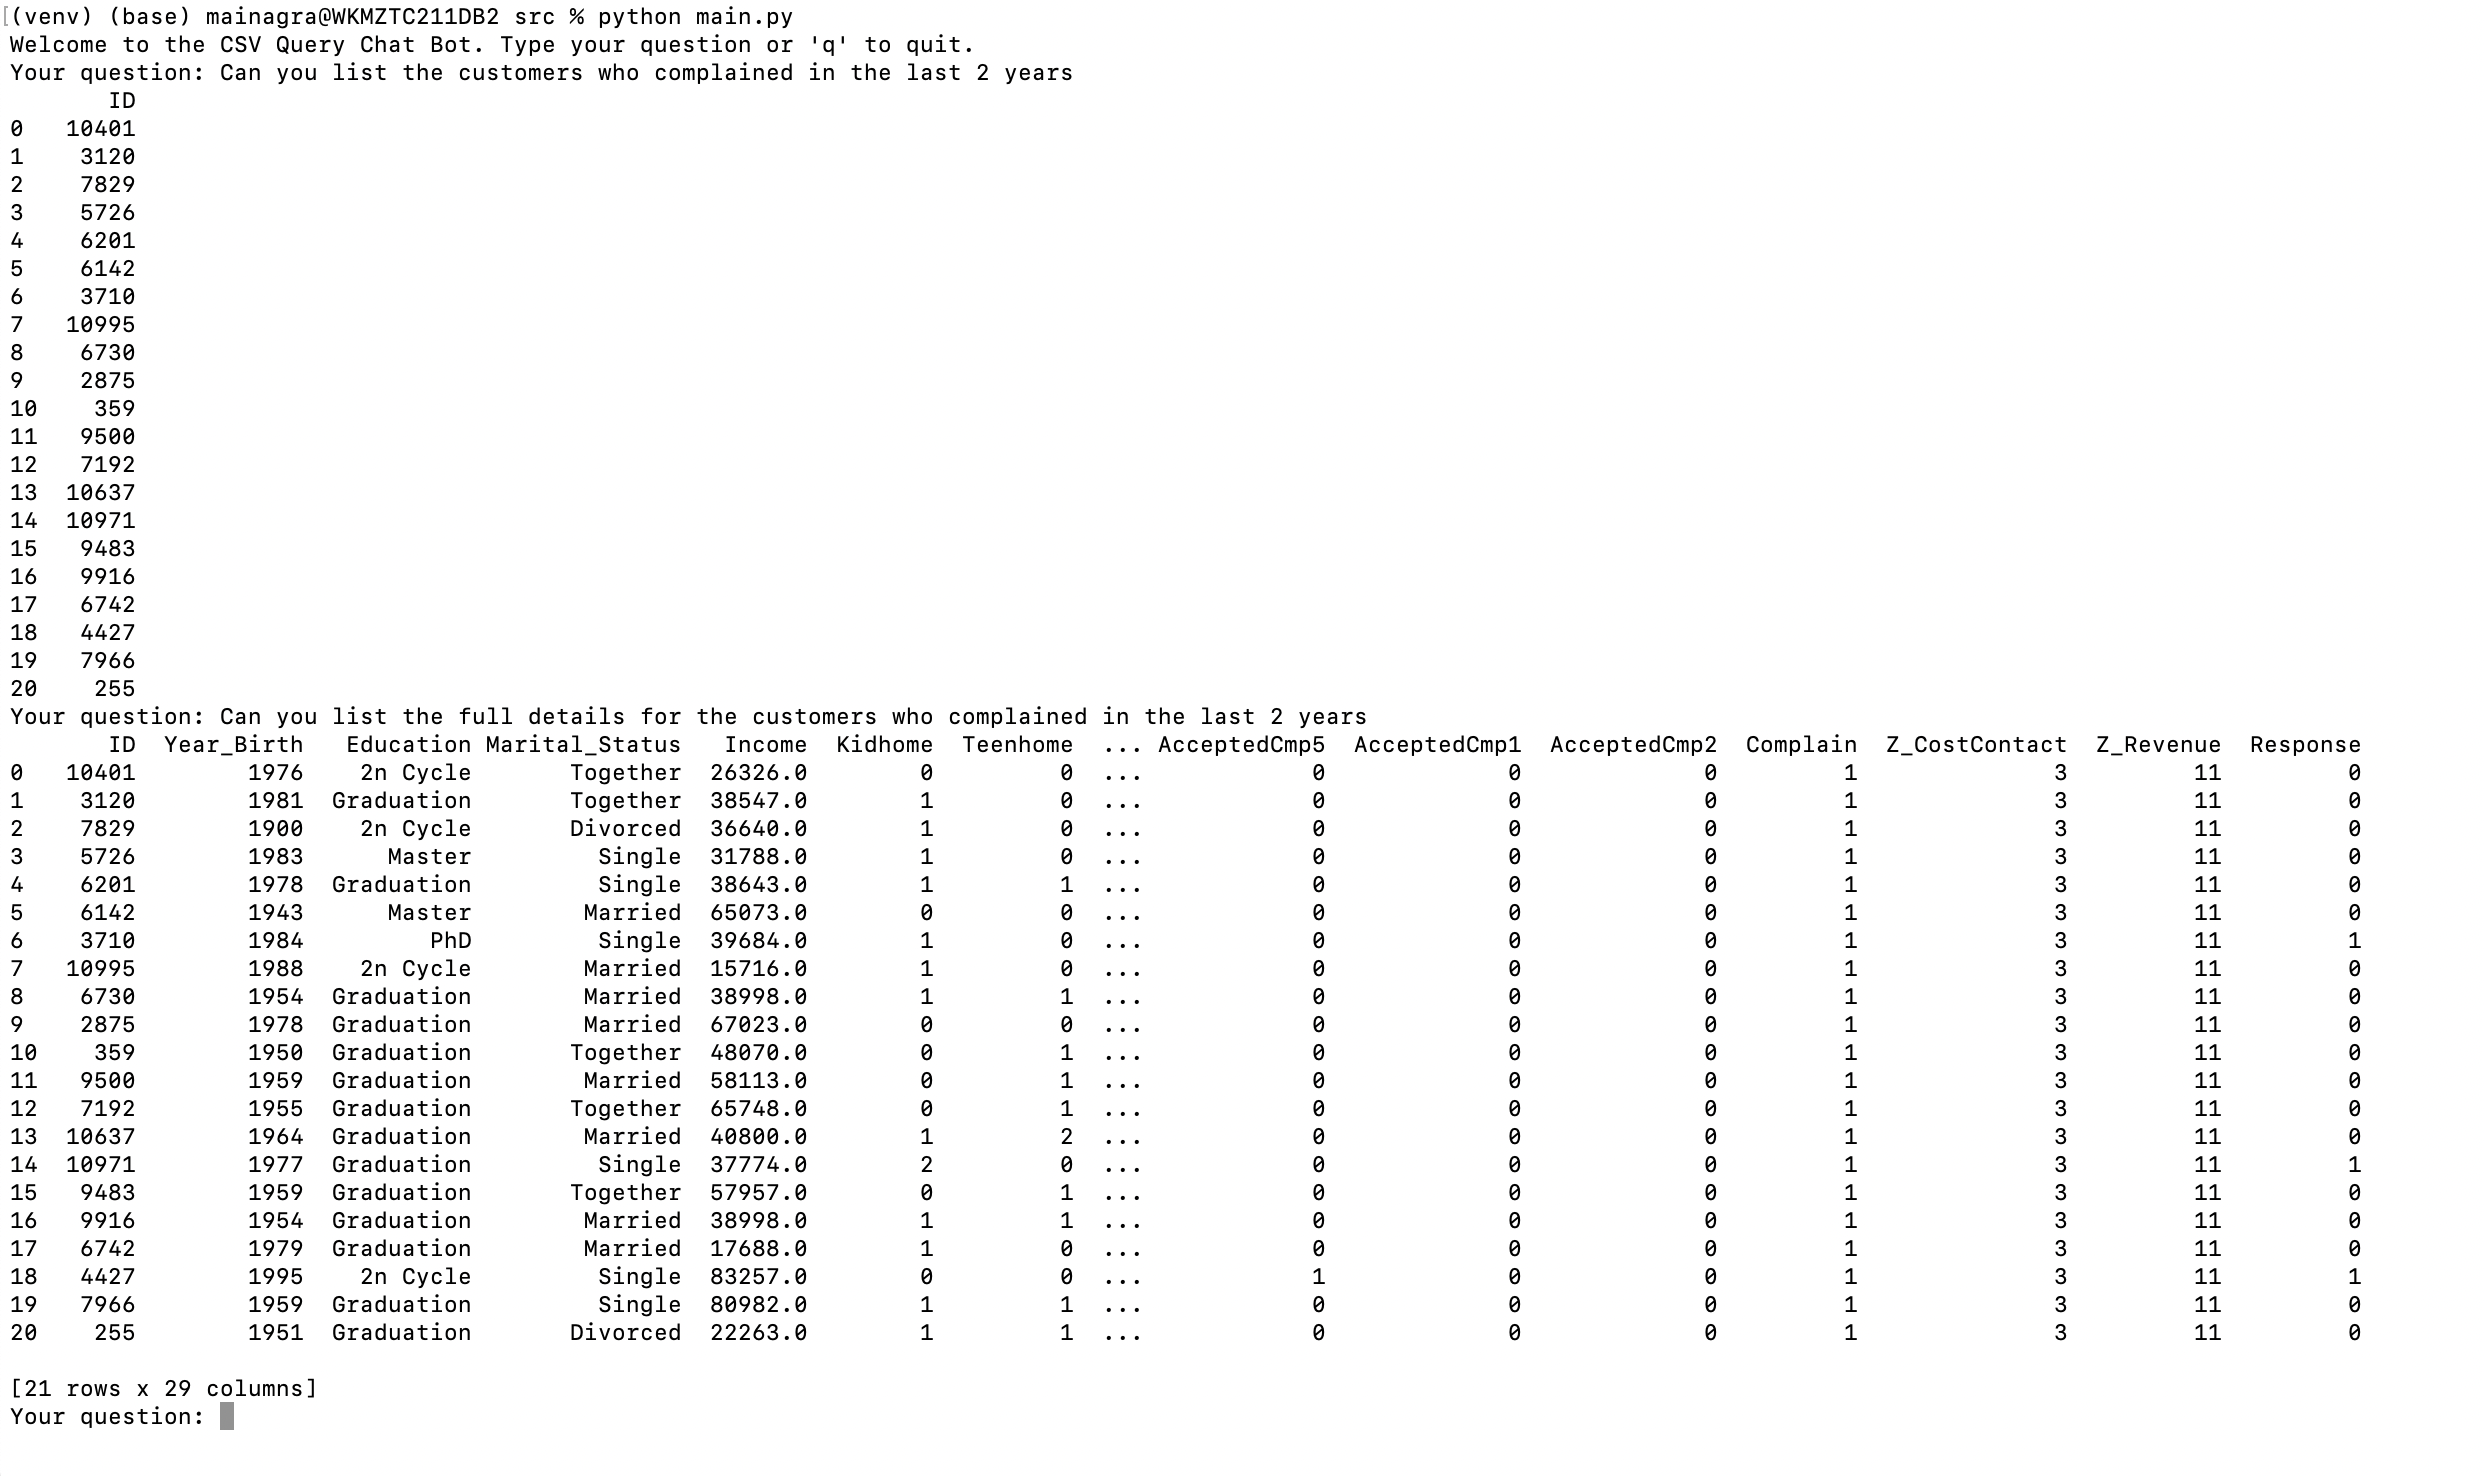 [(venv) (base) mainagra@WKMZTC211DB2 src % python main.py
Welcome to the CSV Query Chat Bot. Type your question or 'q' to quit.
Your question: Can you list the customers who complained in the last 2 years
       ID
0   10401
1    3120
2    7829
3    5726
4    6201
5    6142
6    3710
7   10995
8    6730
9    2875
10    359
11   9500
12   7192
13  10637
14  10971
15   9483
16   9916
17   6742
18   4427
19   7966
20    255
Your question: Can you list the full details for the customers who complained in the last 2 years
       ID  Year_Birth   Education Marital_Status   Income  Kidhome  Teenhome  ... AcceptedCmp5  AcceptedCmp1  AcceptedCmp2  Complain  Z_CostContact  Z_Revenue  Response
0   10401        1976    2n Cycle       Together  26326.0        0         0  ...            0             0             0         1              3         11         0
1    3120        1981  Graduation       Together  38547.0        1         0  ...            0             0             0         1              3         11         0
2    7829        1900    2n Cycle       Divorced  36640.0        1         0  ...            0             0             0         1              3         11         0
3    5726        1983      Master         Single  31788.0        1         0  ...            0             0             0         1              3         11         0
4    6201        1978  Graduation         Single  38643.0        1         1  ...            0             0             0         1              3         11         0
5    6142        1943      Master        Married  65073.0        0         0  ...            0             0             0         1              3         11         0
6    3710        1984         PhD         Single  39684.0        1         0  ...            0             0             0         1              3         11         1
7   10995        1988    2n Cycle        Married  15716.0        1         0  ...            0             0             0         1              3         11         0
8    6730        1954  Graduation        Married  38998.0        1         1  ...            0             0             0         1              3         11         0
9    2875        1978  Graduation        Married  67023.0        0         0  ...            0             0             0         1              3         11         0
10    359        1950  Graduation       Together  48070.0        0         1  ...            0             0             0         1              3         11         0
11   9500        1959  Graduation        Married  58113.0        0         1  ...            0             0             0         1              3         11         0
12   7192        1955  Graduation       Together  65748.0        0         1  ...            0             0             0         1              3         11         0
13  10637        1964  Graduation        Married  40800.0        1         2  ...            0             0             0         1              3         11         0
14  10971        1977  Graduation         Single  37774.0        2         0  ...            0             0             0         1              3         11         1
15   9483        1959  Graduation       Together  57957.0        0         1  ...            0             0             0         1              3         11         0
16   9916        1954  Graduation        Married  38998.0        1         1  ...            0             0             0         1              3         11         0
17   6742        1979  Graduation        Married  17688.0        1         0  ...            0             0             0         1              3         11         0
18   4427        1995    2n Cycle         Single  83257.0        0         0  ...            1             0             0         1              3         11         1
19   7966        1959  Graduation         Single  80982.0        1         1  ...            0             0             0         1              3         11         0
20    255        1951  Graduation       Divorced  22263.0        1         1  ...            0             0             0         1              3         11         0
[21 rows x 29 columns]
Your question: